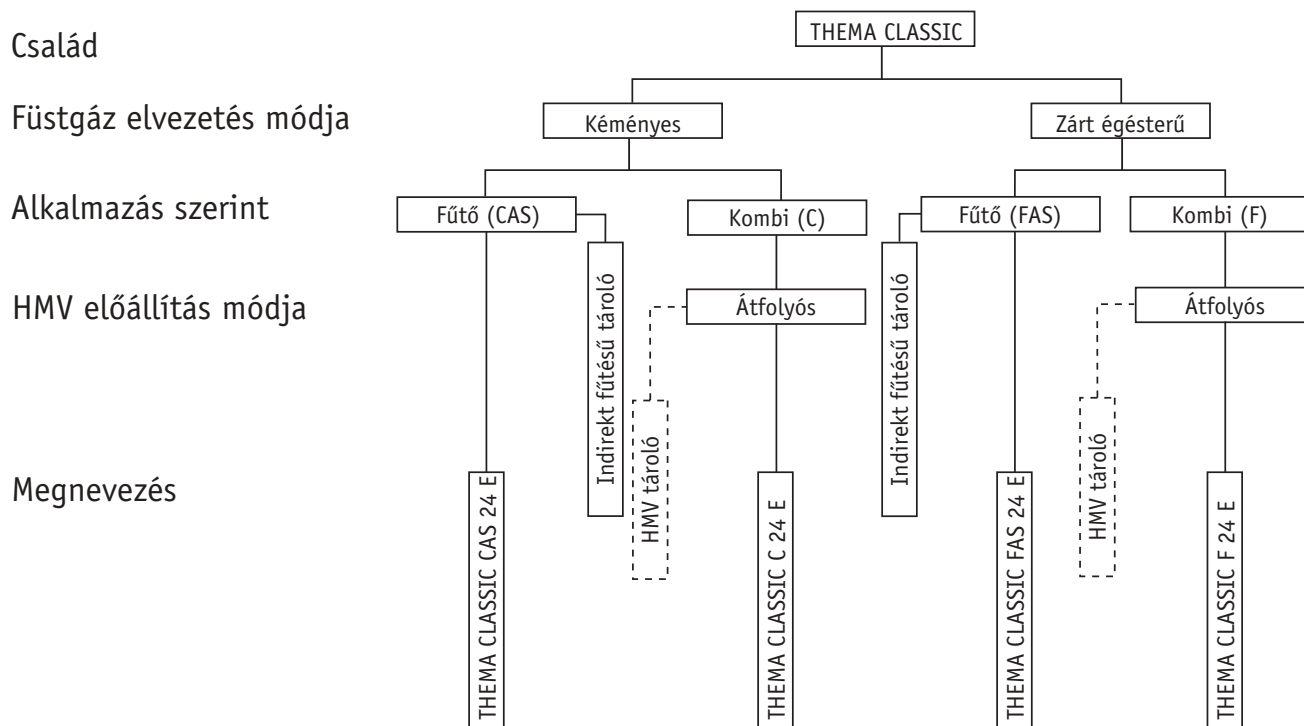 Család
THEMA CLASSIC
Füstgáz elvezetés módja
Kéményes
Zárt égésterű
Alkalmazás szerint
Fűtő (CAS)
Kombi (C)
Fűtő (FAS)
Kombi (F)
HMV előállítás módja
Indirekt fűtésű tároló
Átfolyós
Indirekt fűtésű tároló
Átfolyós
HMV tároló
HMV tároló
Megnevezés
THEMA CLASSIC CAS 24 E
THEMA CLASSIC C 24 E
THEMA CLASSIC FAS 24 E
THEMA CLASSIC F 24 E